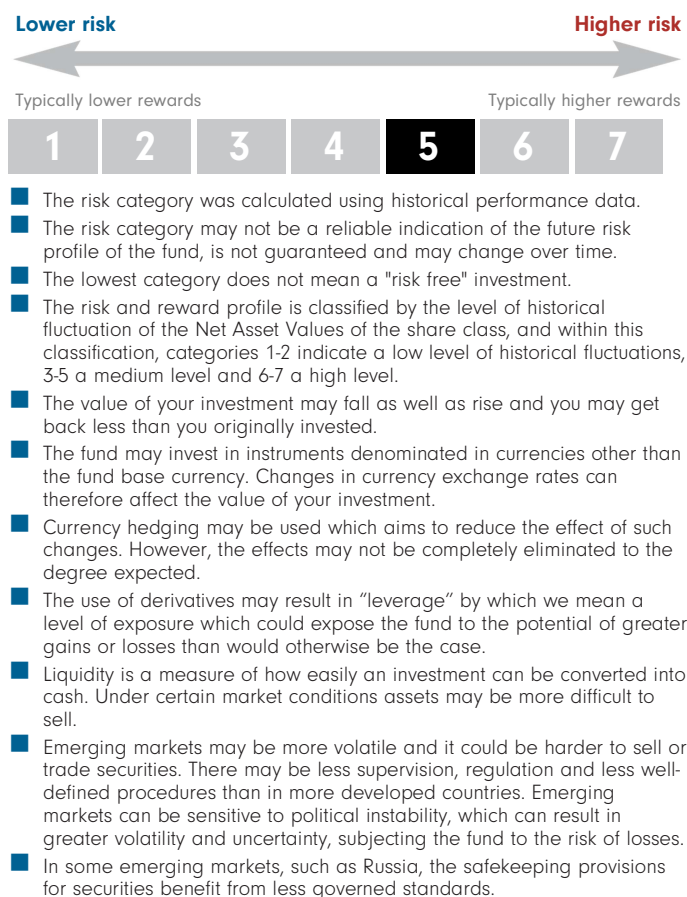 Lower risk Higher risk
Typically lower rewards Typically higher rewards
1 2 3 4 5 6 7
The risk category was calculated using historical performance data.
The risk category may not be a reliable indication of the future risk
profile of the fund, is not guaranteed and may change over time.
The lowest category does not mean a "risk free" investment.
The risk and reward profile is classified by the level of historical
fluctuation of the Net Asset Values of the share class, and within this
classification, categories 1-2 indicate a low level of historical fluctuations,
3-5 a medium level and 6-7 a high level.
The value of your investment may fall as well as rise and you may get
back less than you originally invested.
The fund may invest in instruments denominated in currencies other than
the fund base currency. Changes in currency exchange rates can
therefore affect the value of your investment.
Currency hedging may be used which aims to reduce the effect of such
changes. However, the effects may not be completely eliminated to the
degree expected.
The use of derivatives may result in “leverage” by which we mean a
level of exposure which could expose the fund to the potential of greater
gains or losses than would otherwise be the case.
Liquidity is a measure of how easily an investment can be converted into
cash. Under certain market conditions assets may be more difficult to
sell.
Emerging markets may be more volatile and it could be harder to sell or
trade securities. There may be less supervision, regulation and less well-
defined procedures than in more developed countries. Emerging
markets can be sensitive to political instability, which can result in
greater volatility and uncertainty, subjecting the fund to the risk of losses.
In some emerging markets, such as Russia, the safekeeping provisions
for securities benefit from less governed standards.